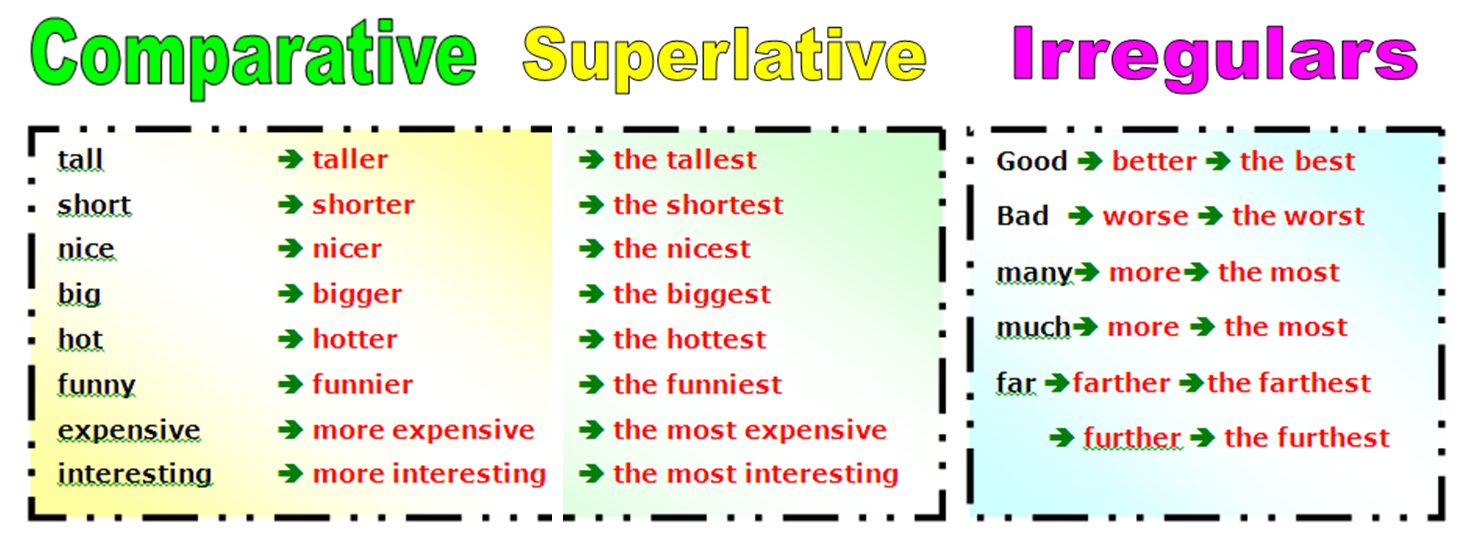 Comparative Superlative Irregulars
tall ➔ taller ➔ the tallest
short ➔ shorter ➔ the shortest
nice ➔ nicer ➔ the nicest
big ➔ bigger ➔ the biggest
hot ➔ hotter ➔ the hottest
funny ➔ funnier ➔ the funniest
expensive ➔ more expensive ➔ the most expensive
interesting ➔ more interesting ➔ the most interesting
Good ➔ better ➔ the best
Bad ➔ worse ➔ the worst
many ➔ more ➔ the most
much ➔ more ➔ the most
far ➔ farther ➔ the farthest
➔ further ➔ the furthest